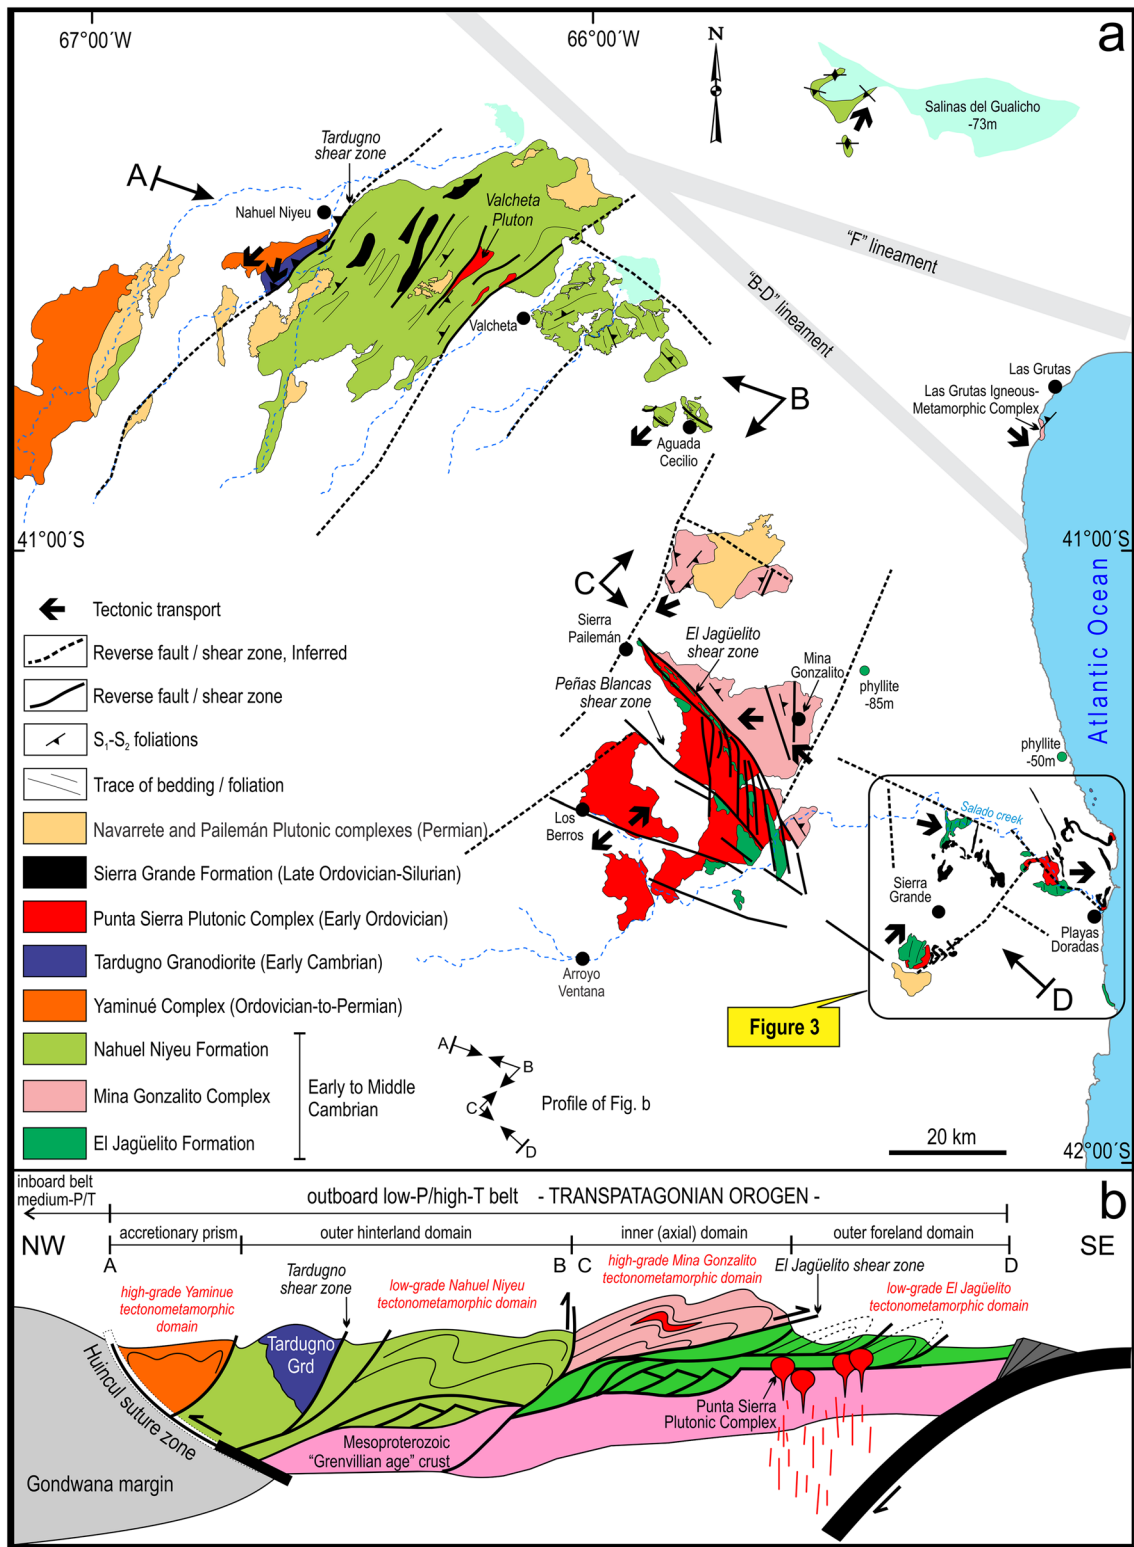 67°00´W
66°00´W
a
N
Salinas del Gualicho
-73m
Tardugno
shear zone
A
Nahuel Niyeu
Valcheta
Pluton
"F" lineament
"B-D" lineament
Valcheta
Las Grutas
Las Grutas Igneous-
Metamorphic Complex
B
Aguada
Cecilio
41°00´S
41°00´S
Atlantic Ocean
C
Sierra
Pailemán
El Jagüelito
shear zone
Mina
Gonzalito
Peñas Blancas
shear zone
phyllite
-85m
phyllite
-50m
Salado creek
Los
Berros
Sierra
Grande
Playas
Doradas
Arroyo
Ventana
D
Figure 3
Tectonic transport
Reverse fault / shear zone, Inferred
Reverse fault / shear zone
S1-S2 foliations
Trace of bedding / foliation
Navarrete and Pailemán Plutonic complexes (Permian)
Sierra Grande Formation (Late Ordovician-Silurian)
Punta Sierra Plutonic Complex (Early Ordovician)
Tardugno Granodiorite (Early Cambrian)
Yaminué Complex (Ordovician-to-Permian)
Nahuel Niyeu Formation
Mina Gonzalito Complex
El Jagüelito Formation
Early to Middle
Cambrian
A
B
C
D
Profile of Fig. b
20 km
42°00´S
inboard belt
medium-P/T
outboard low-P/high-T belt - TRANSPATAGONIAN OROGEN -
b
NW
accretionary prism
outer hinterland domain
inner (axial) domain
outer foreland domain
SE
A
B
C
D
high-grade Yaminue
tectonometamorphic
domain
Tardugno
shear zone
low-grade Nahuel Niyeu
tectonometamorphic domain
high-grade Mina Gonzalito
tectonometamorphic domain
El Jagüelito shear zone
low-grade El Jagüelito
tectonometamorphic domain
Tardugno
Grd
Huincul suture zone
Punta Sierra
Plutonic Complex
Mesoproterozoic
"Grenvillian age" crust
Gondwana margin